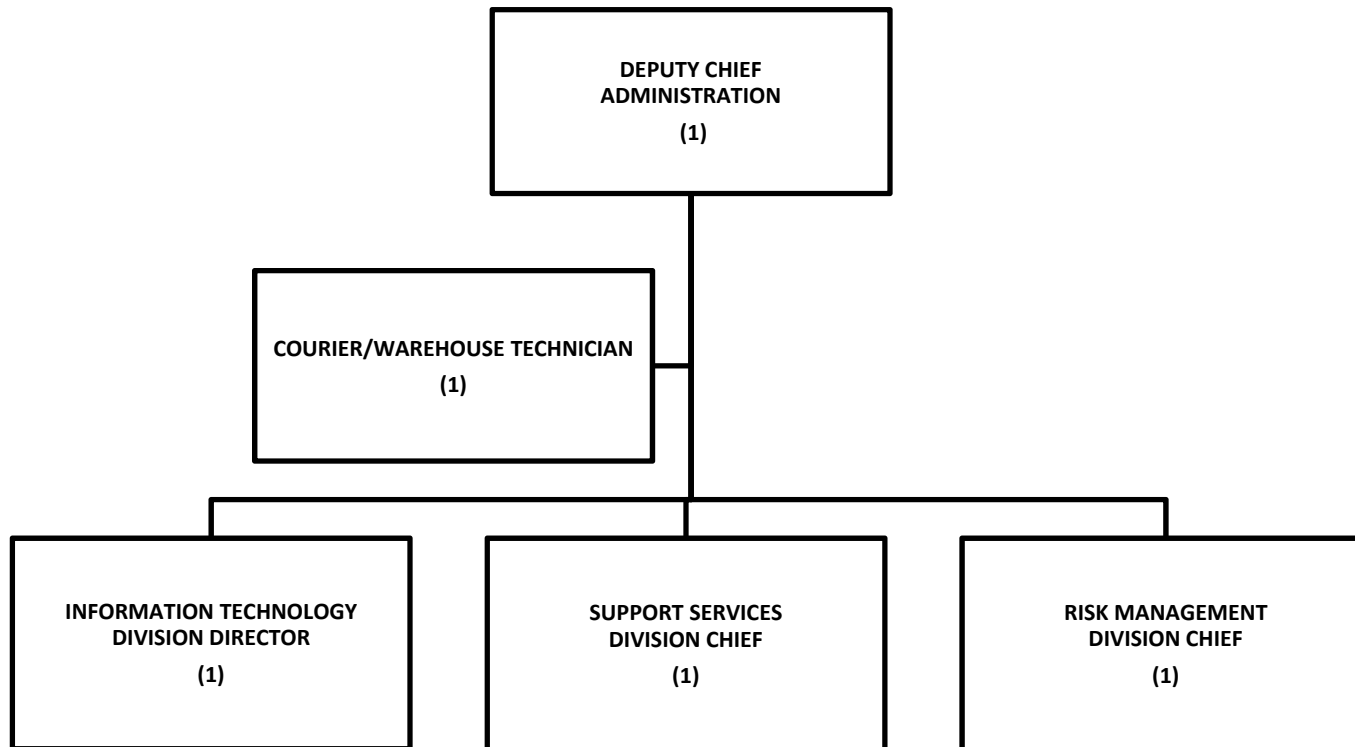 DEPUTY CHIEF
ADMINISTRATION
(1)
COURIER/WAREHOUSE TECHNICIAN
(1)
INFORMATION TECHNOLOGY
DIVISION DIRECTOR
(1)
SUPPORT SERVICES
DIVISION CHIEF
(1)
RISK MANAGEMENT
DIVISION CHIEF
(1)